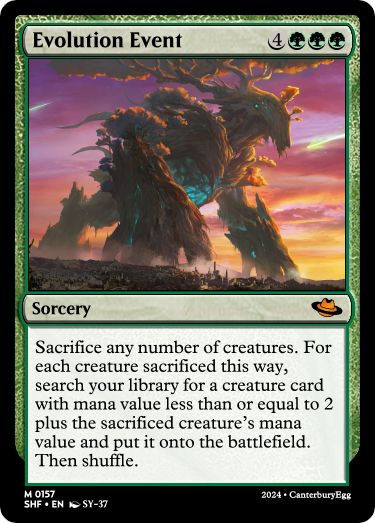 Evolution Event 4
Sorcery
Sacrifice any number of creatures. For
each creature sacrificed this way,
search your library for a creature card
with mana value less than or equal to 2
plus the sacrificed creature's mana
value and put it onto the battlefield.
Then shuffle.
M 0157
SHF • EN SY-37
2024 • CanterburyEgg